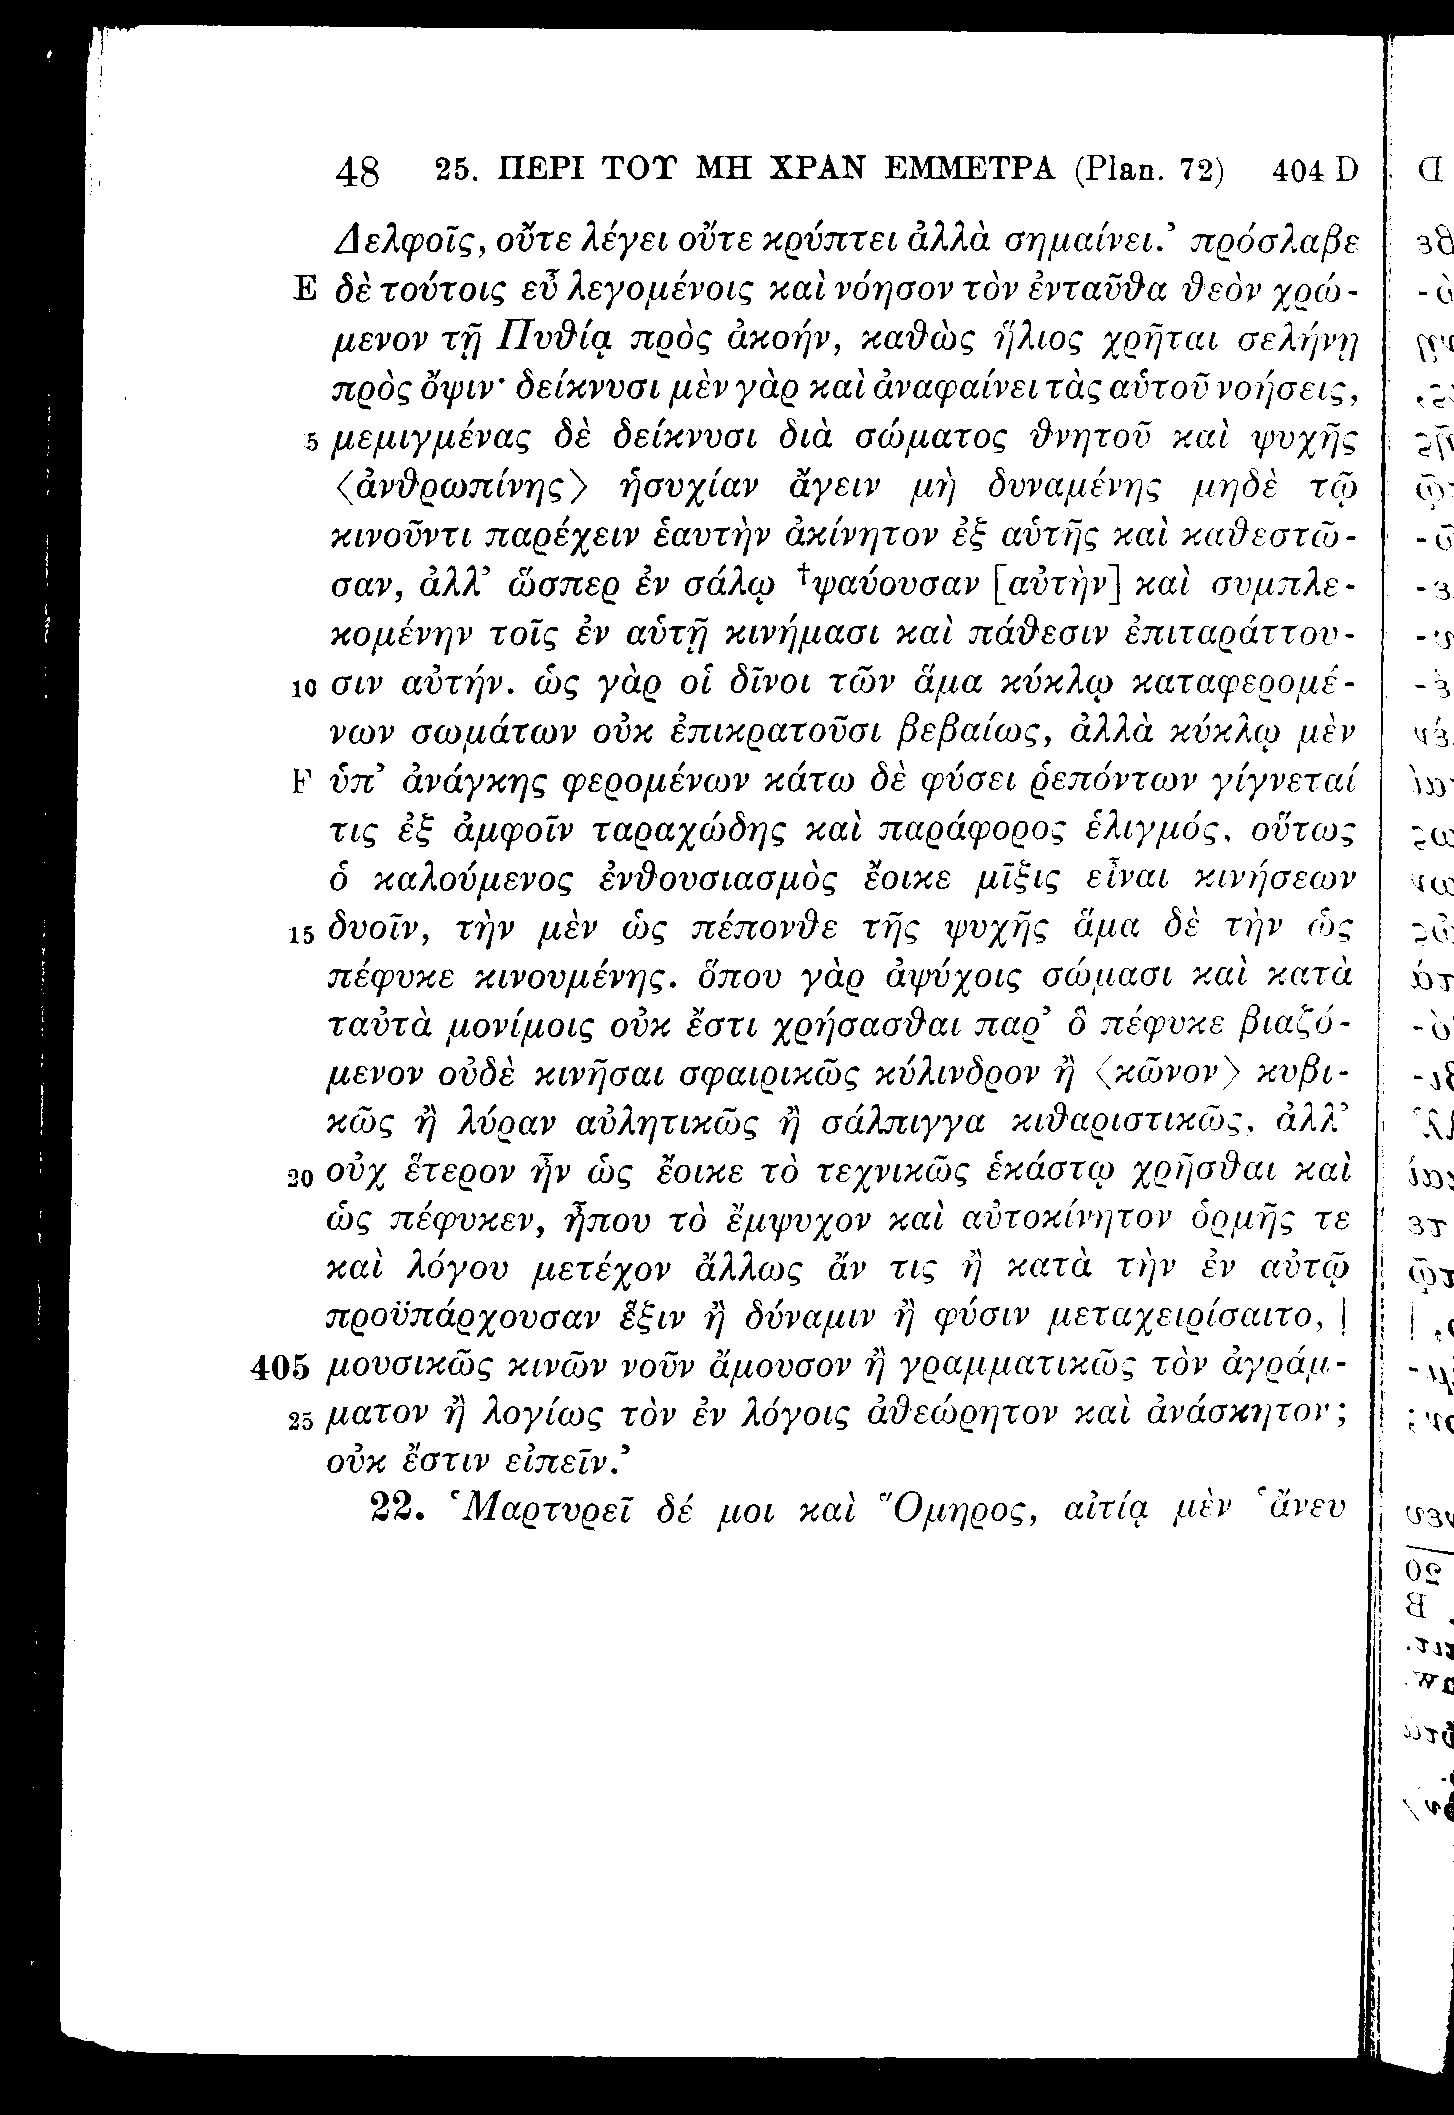 48 25. ΠΕΡΙ ΤΟΥ ΜΗ ΧΡΑΝ ΕΜΜΕΤΡΑ (Plan. 72) 404 D
Δελφοῖς, οὔτε λέγει οὔτε κρύπτει ἀλλὰ σημαίνει.’ πρόσλαβε
E δὲ τούτοις εὖ λεγομένοις καὶ νόησον τὸν ἐνταῦθα θεὸν χρώ-
μενον τῇ Πυθίᾳ πρὸς ἀκοήν, καθὼς ἥλιος χρῆται σελήνῃ
πρὸς ὄψιν· δείκνυσι μὲν γὰρ καὶ ἀναφαίνει τὰς αὑτοῦ νοήσεις,
5 μεμιγμένας δὲ δείκνυσι διὰ σώματος θνητοῦ καὶ ψυχῆς
〈ἀνθρωπίνης〉 ἡσυχίαν ἄγειν μὴ δυναμένης μηδὲ τῷ
κινοῦντι παρέχειν ἑαυτὴν ἀκίνητον ἐξ αὑτῆς καὶ καθεστῶ-
σαν, ἀλλ’ ὥσπερ ἐν σάλῳ †ψαύουσαν [αὐτὴν] καὶ συμπλε-
κομένην τοῖς ἐν αὑτῇ κινήμασι καὶ πάθεσιν ἐπιταράττου-
10 σιν αὐτήν. ὡς γὰρ οἱ δῖνοι τῶν ἅμα κύκλῳ καταφερομέ-
νων σωμάτων οὐκ ἐπικρατοῦσι βεβαίως, ἀλλὰ κύκλῳ μὲν
F ὑπ’ ἀνάγκης φερομένων κάτω δὲ φύσει ῥεπόντων γίγνεταί
τις ἐξ ἀμφοῖν ταραχώδης καὶ παράφορος ἑλιγμός, οὕτως
ὁ καλούμενος ἐνθουσιασμὸς ἔοικε μῖξις εἶναι κινήσεων
15 δυοῖν, τὴν μὲν ὡς πέπονθε τῆς ψυχῆς ἅμα δὲ τὴν ὡς
πέφυκε κινουμένης. ὅπου γὰρ ἀψύχοις σώμασι καὶ κατὰ
ταὐτὰ μονίμοις οὐκ ἔστι χρήσασθαι παρ’ ὃ πέφυκε βιαζό-
μενον οὐδὲ κινῆσαι σφαιρικῶς κύλινδρον ἢ 〈κῶνον〉 κυβι-
κῶς ἢ λύραν αὐλητικῶς ἢ σάλπιγγα κιθαριστικῶς, ἀλλ’
20 οὐχ ἕτερον ἦν ὡς ἔοικε τὸ τεχνικῶς ἑκάστῳ χρῆσθαι καὶ
ὡς πέφυκεν, ἦπου τὸ ἔμψυχον καὶ αὐτοκίνητον ὁρμῆς τε
καὶ λόγου μετέχον ἄλλως ἄν τις ἢ κατὰ τὴν ἐν αὐτῷ
προϋπάρχουσαν ἕξιν ἢ δύναμιν ἢ φύσιν μεταχειρίσαιτο, |
405 μουσικῶς κινῶν νοῦν ἄμουσον ἢ γραμματικῶς τὸν ἀγράμ-
25 ματον ἢ λογίως τὸν ἐν λόγοις ἀθεώρητον καὶ ἀνάσκητον;
οὐκ ἔστιν εἰπεῖν.’
22. ‘Μαρτυρεῖ δέ μοι καὶ Ὅμηρος, αἰτίᾳ μὲν ‘ἄνευ